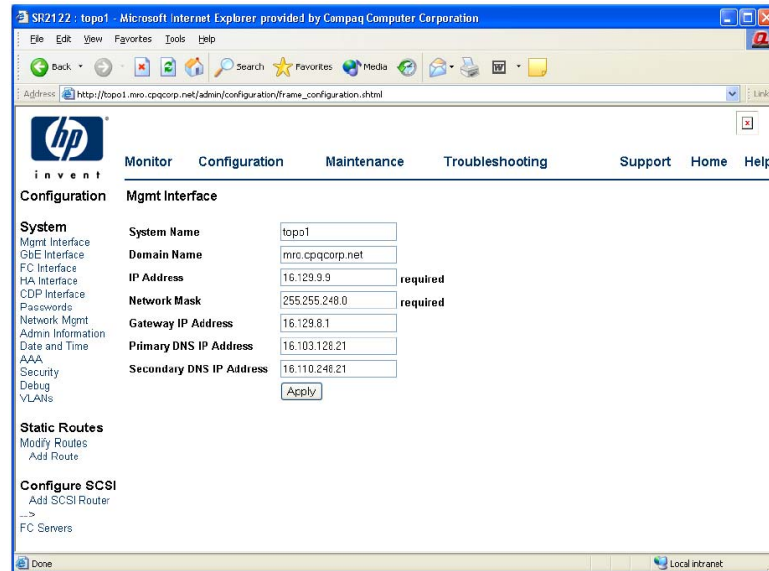 SR2122 : topo1 - Microsoft Internet Explorer provided by Compaq Computer Corporation
File Edit View Favorites Tools Help
Back Search Favorites Media
Address http://topo1.mro.cpqcorp.net/admin/configuration/frame_configuration.shtml Link
hp
invent
Monitor Configuration Maintenance Troubleshooting Support Home Help
Configuration Mgmt Interface
System
Mgmt Interface
GbE Interface
FC Interface
HA Interface
CDP Interface
Passwords
Network Mgmt
Admin Information
Date and Time
AAA
Security
Debug
VLANs
Static Routes
Modify Routes
Add Route
Configure SCSI
Add SCSI Router
-->
FC Servers
System Name topo1
Domain Name mro.cpqcorp.net
IP Address 16.129.9.9 required
Network Mask 255.255.248.0 required
Gateway IP Address 16.129.8.1
Primary DNS IP Address 16.103.128.21
Secondary DNS IP Address 16.110.248.21
Apply
Done Local intranet